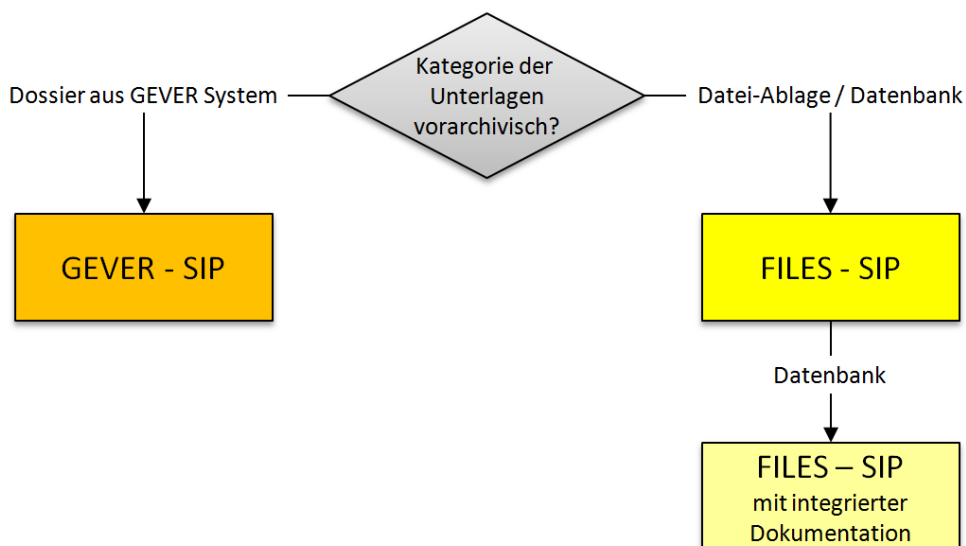 Kategorie der
Unterlagen
vorarchivisch?
Dossier aus GEVER System
Datei-Ablage / Datenbank
GEVER - SIP
FILES - SIP
Datenbank
FILES – SIP
mit integrierter
Dokumentation